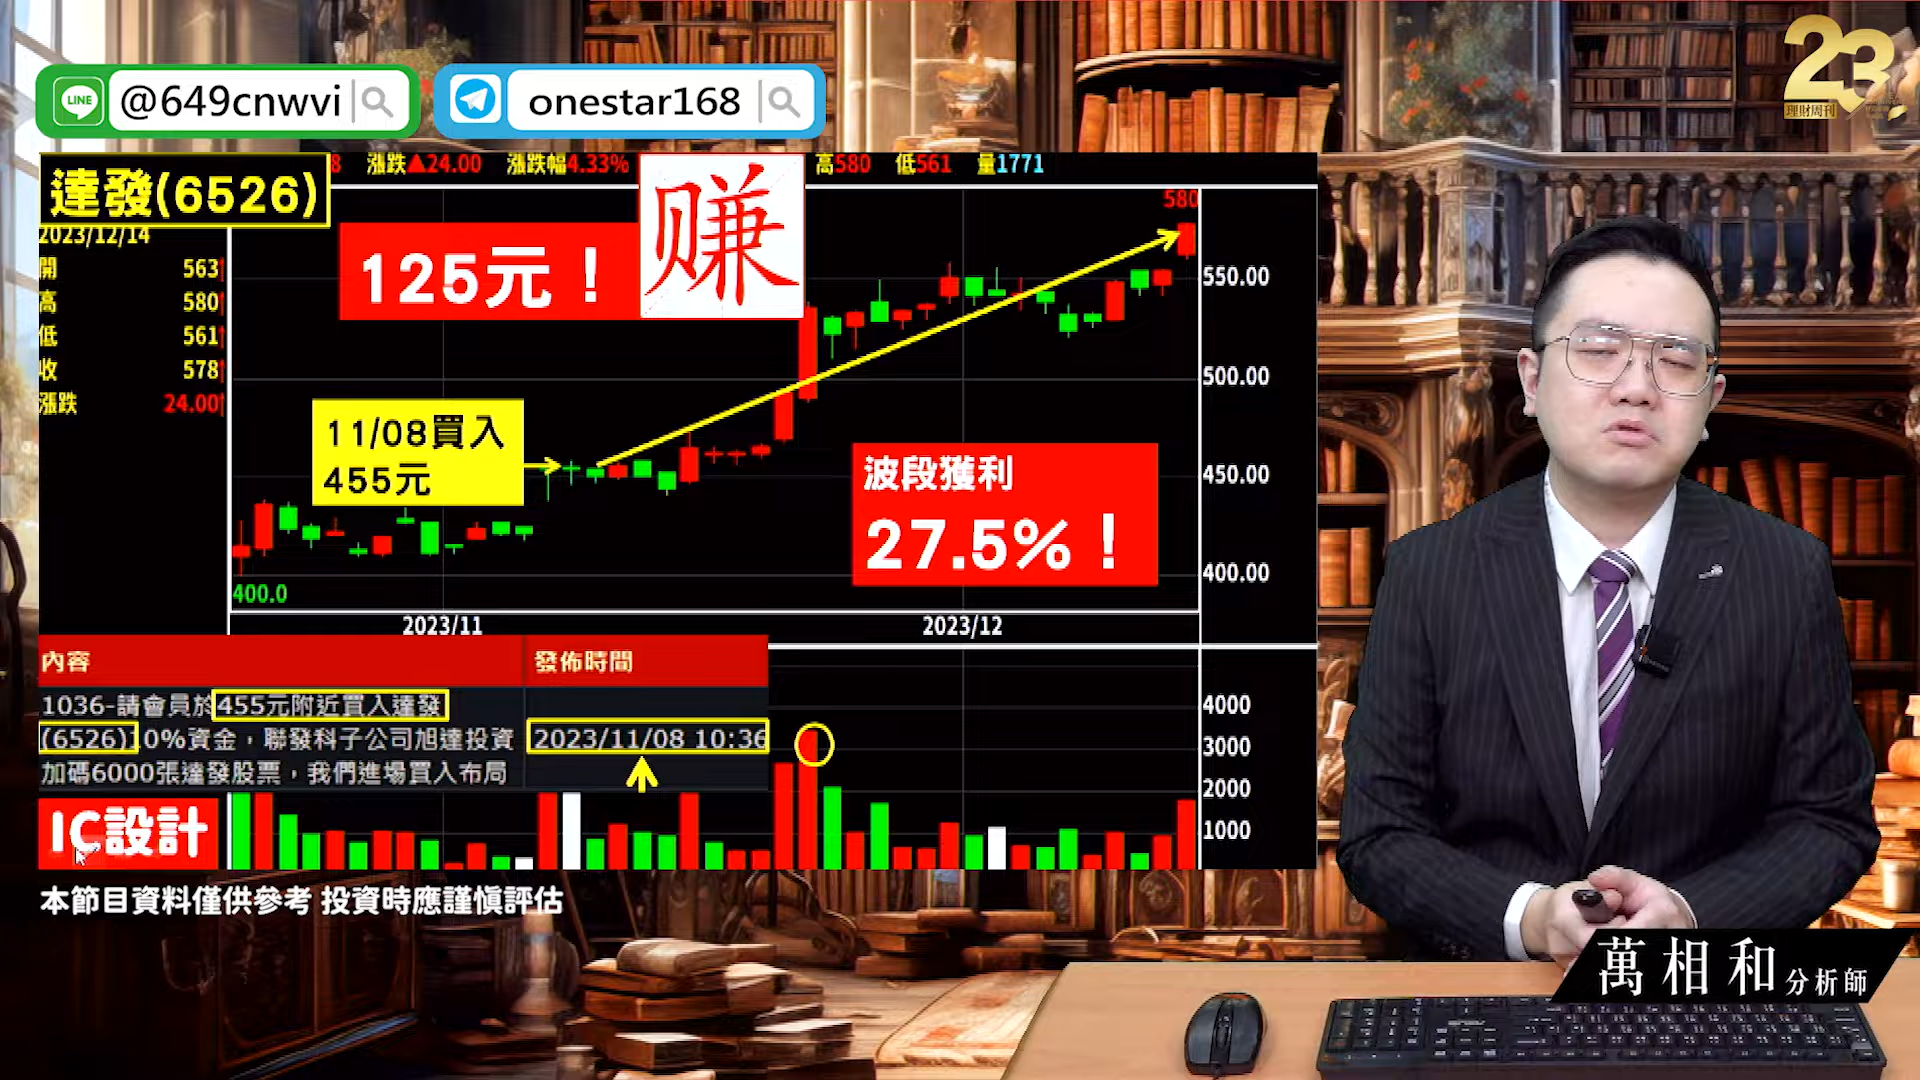 23
理財周刊
LINE
@649cnwvi
onestar168
達發(6526)
8 漲跌▲24.00 漲跌幅4.33%
高580 低561 量1771
2023/12/14
開 563
高 580
低 561
收 578
漲跌 24.00
125元！
赚
580
550.00
500.00
450.00
400.00
11/08買入
455元
波段獲利
27.5%！
400.0
2023/11
2023/12
內容
發佈時間
1036-請會員於455元附近買入達發
(6526)10%資金，聯發科子公司旭達投資
加碼6000張達發股票，我們進場買入布局
2023/11/08 10:36
4000
3000
2000
1000
IC設計
本節目資料僅供參考 投資時應謹慎評估
萬相和 分析師